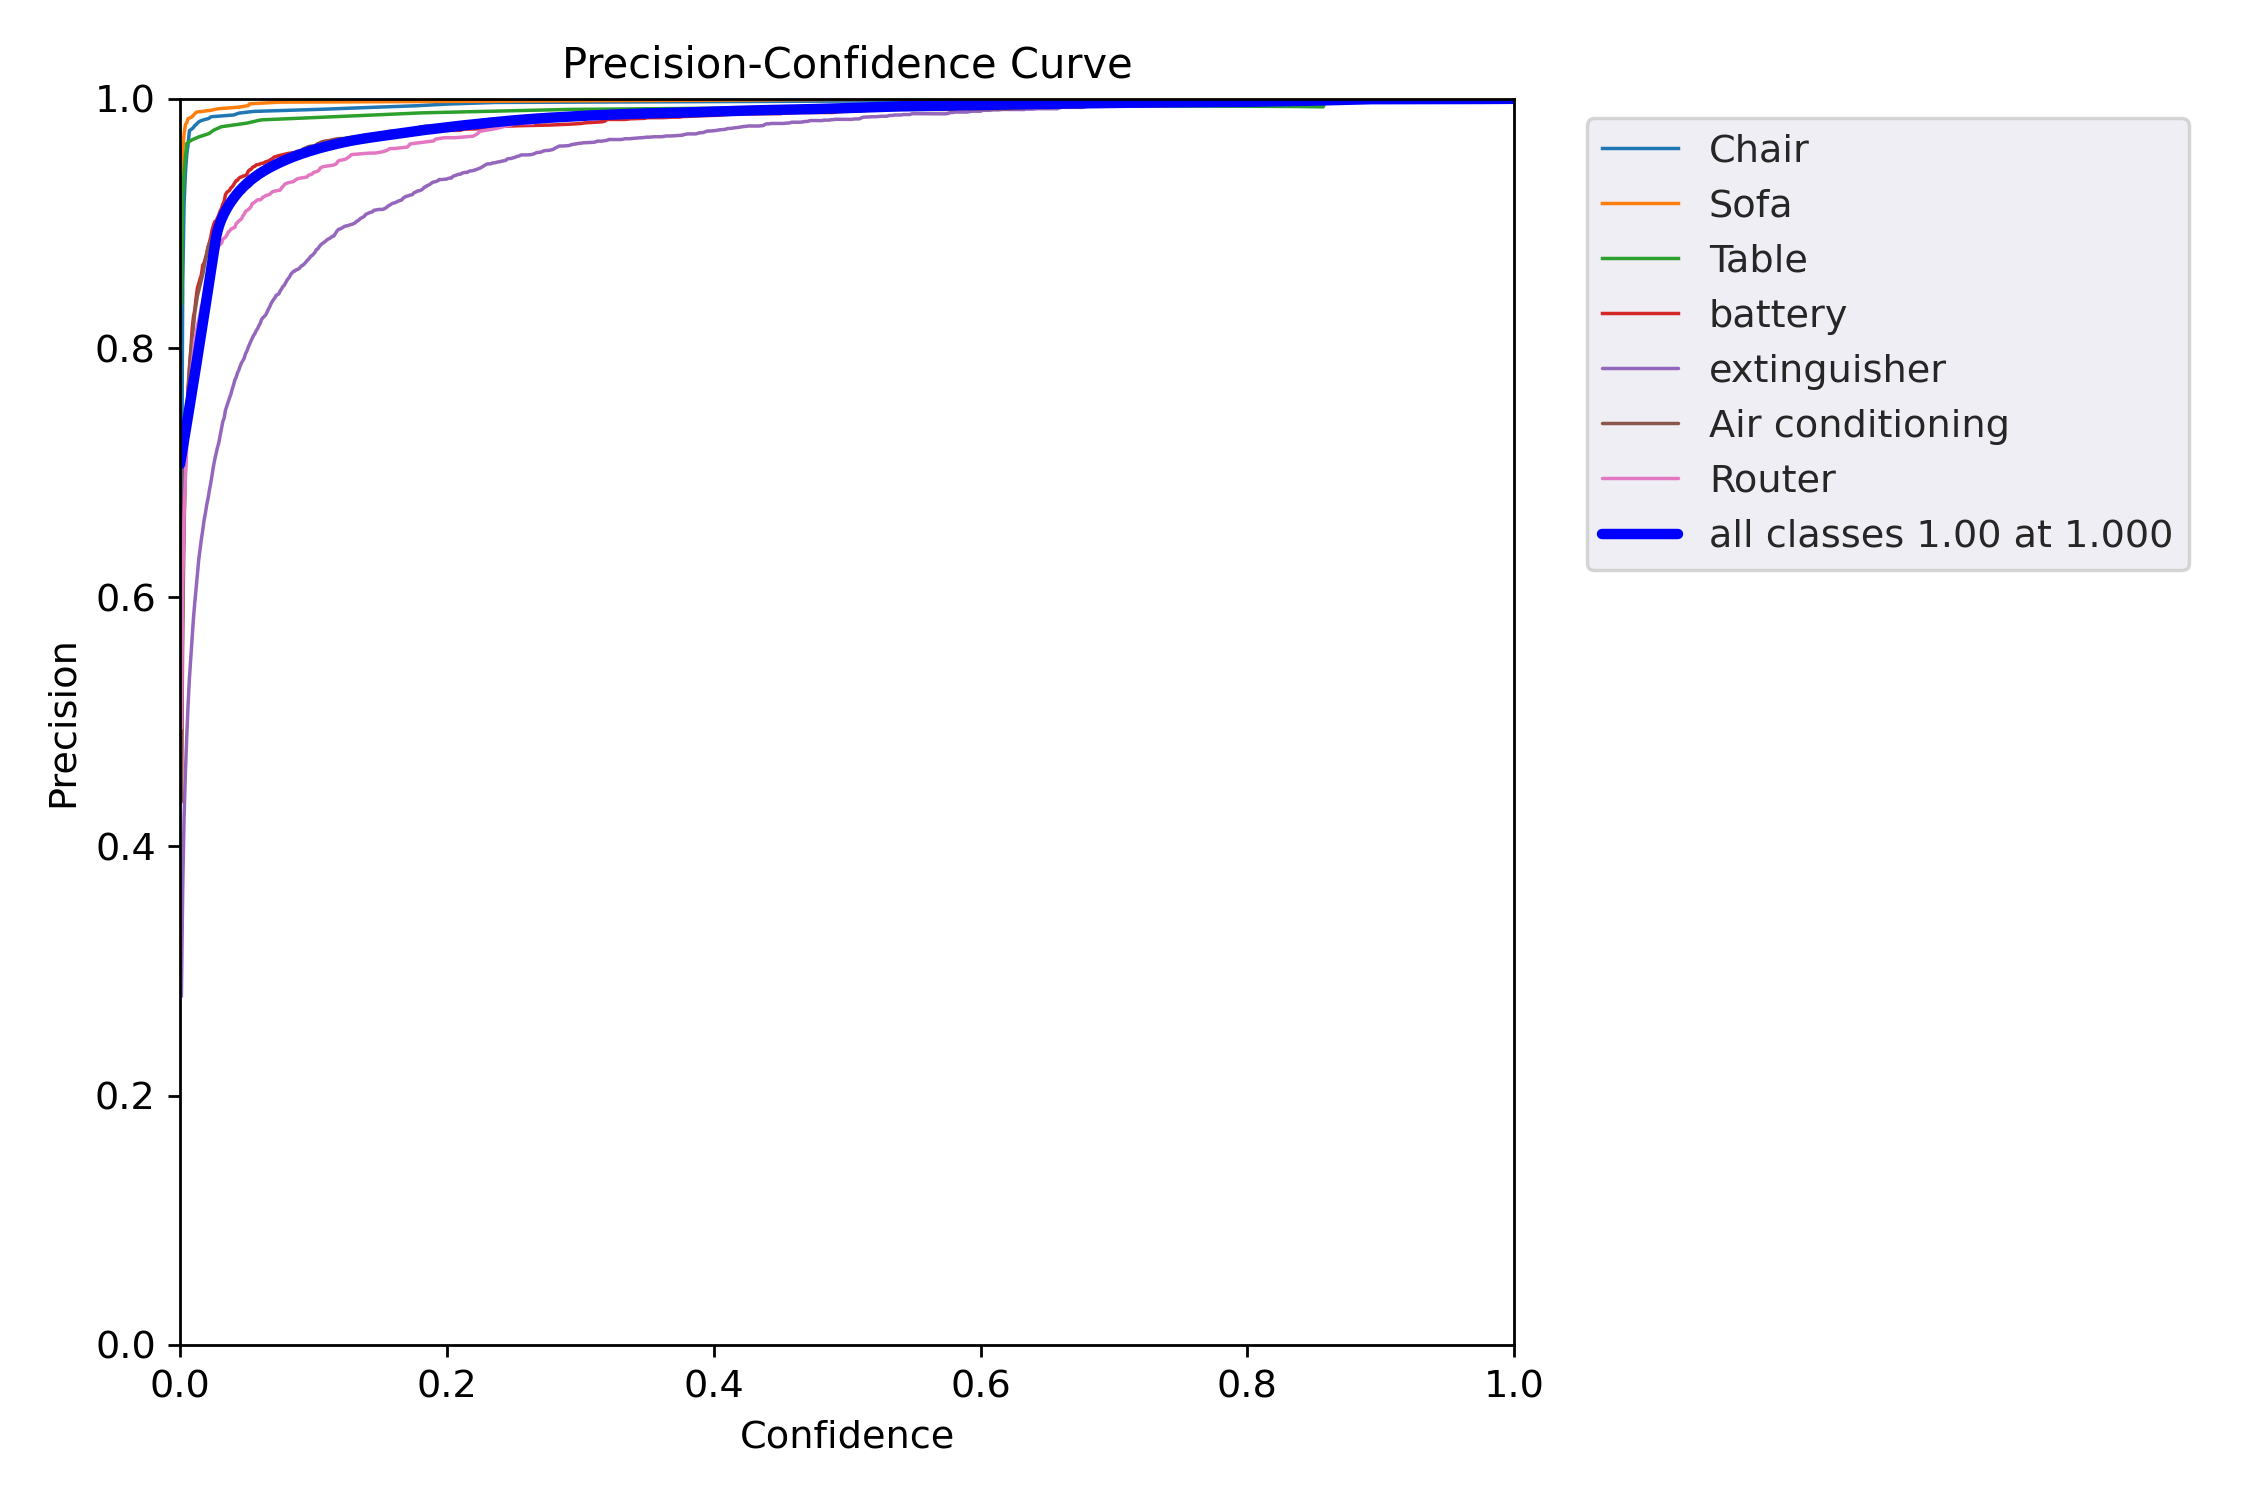 Precision-Confidence Curve
1.0
0.8
0.6
0.4
0.2
0.0
Precision
0.0 0.2 0.4 0.6 0.8 1.0
Confidence
Chair
Sofa
Table
battery
extinguisher
Air conditioning
Router
all classes 1.00 at 1.000